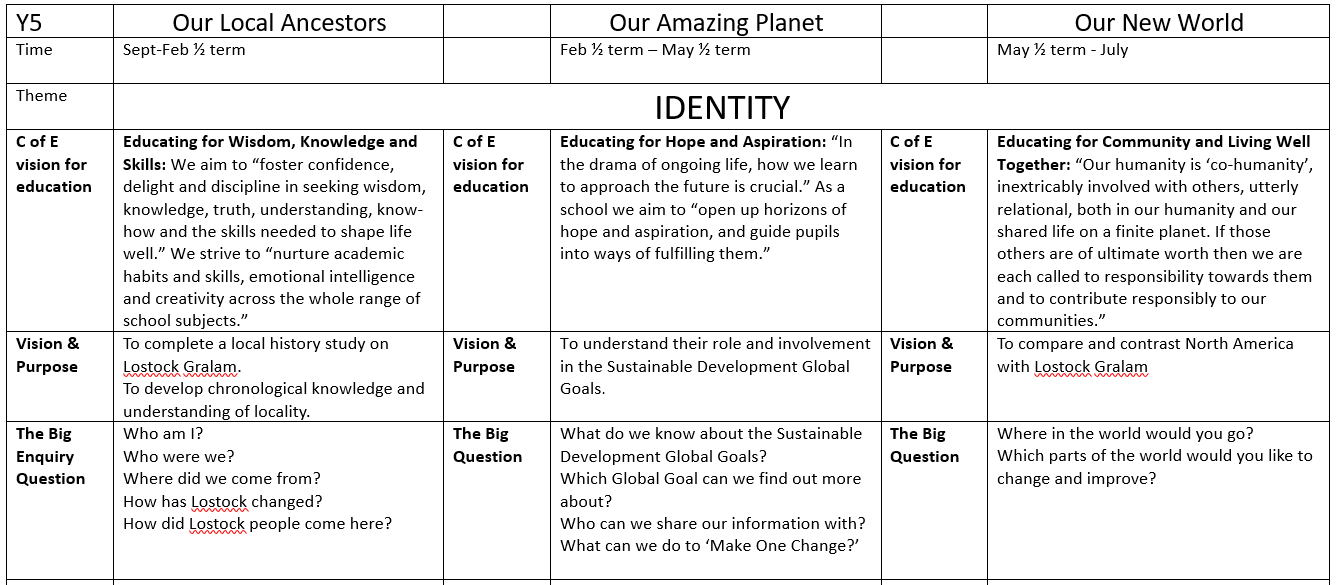 Y5
Our Local Ancestors
Our Amazing Planet
Our New World
Time
Sept-Feb ½ term
Feb ½ term – May ½ term
May ½ term - July
Theme
IDENTITY
C of E
vision for
education
Educating for Wisdom, Knowledge and
Skills: We aim to “foster confidence,
delight and discipline in seeking wisdom,
knowledge, truth, understanding, know-
how and the skills needed to shape life
well.” We strive to “nurture academic
habits and skills, emotional intelligence
and creativity across the whole range of
school subjects.”
C of E
vision for
education
Educating for Hope and Aspiration: “In
the drama of ongoing life, how we learn
to approach the future is crucial.” As a
school we aim to “open up horizons of
hope and aspiration, and guide pupils
into ways of fulfilling them.”
C of E
vision for
education
Educating for Community and Living Well
Together: “Our humanity is ‘co-humanity’,
inextricably involved with others, utterly
relational, both in our humanity and our
shared life on a finite planet. If those
others are of ultimate worth then we are
each called to responsibility towards them
and to contribute responsibly to our
communities.”
Vision &
Purpose
To complete a local history study on
Lostock Gralam.
To develop chronological knowledge and
understanding of locality.
Vision &
Purpose
To understand their role and involvement
in the Sustainable Development Global
Goals.
Vision &
Purpose
To compare and contrast North America
with Lostock Gralam
The Big
Enquiry
Question
Who am I?
Who were we?
Where did we come from?
How has Lostock changed?
How did Lostock people come here?
The Big
Question
What do we know about the Sustainable
Development Global Goals?
Which Global Goal can we find out more
about?
Who can we share our information with?
What can we do to ‘Make One Change?’
The Big
Question
Where in the world would you go?
Which parts of the world would you like to
change and improve?